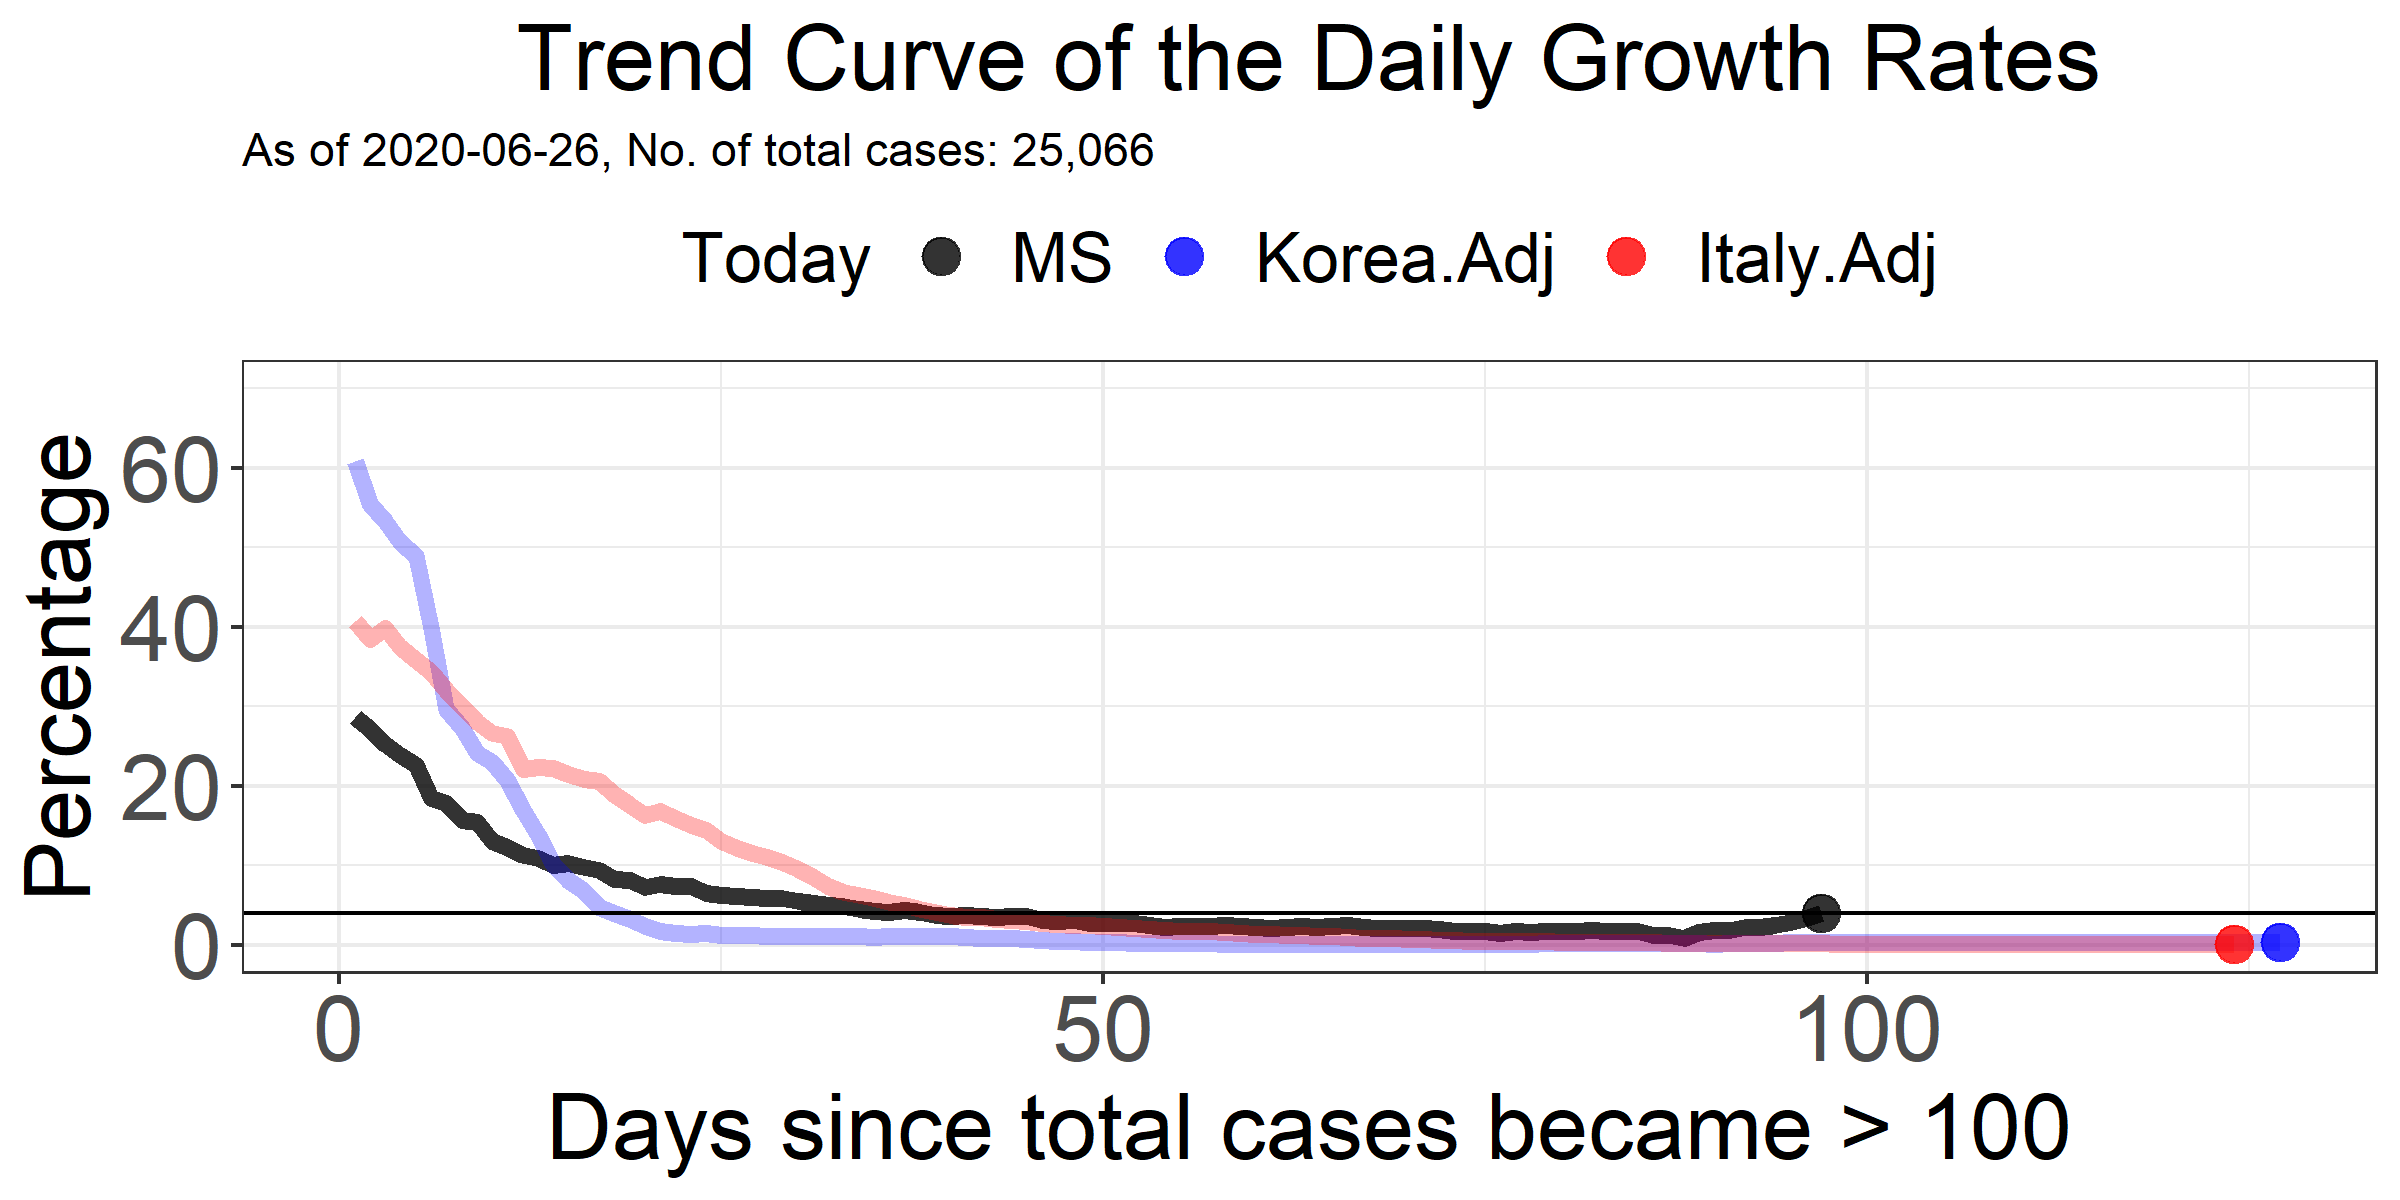 Trend Curve of the Daily Growth Rates
As of 2020-06-26, No. of total cases: 25,066
Today MS Korea.Adj Italy.Adj
Percentage
60
40
20
0
0 50 100
Days since total cases became > 100